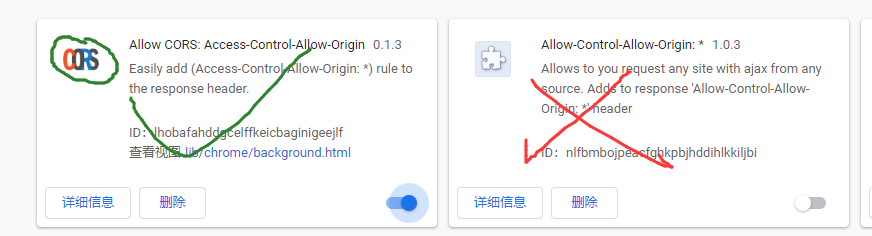 CORS
Allow CORS: Access-Control-Allow-Origin 0.1.3
Easily add (Access-Control-Allow-Origin: *) rule to
the response header.
ID：lhobafahddgcelffkeicbaginigeejlf
查看视图 lib/chrome/background.html
详细信息 删除
Allow-Control-Allow-Origin: * 1.0.3
Allows to you request any site with ajax from any
source. Adds to response 'Allow-Control-Allow-
Origin: *' header
ID：nlfbmbojpeacfghkpbjhddihlkkiljbi
详细信息 删除